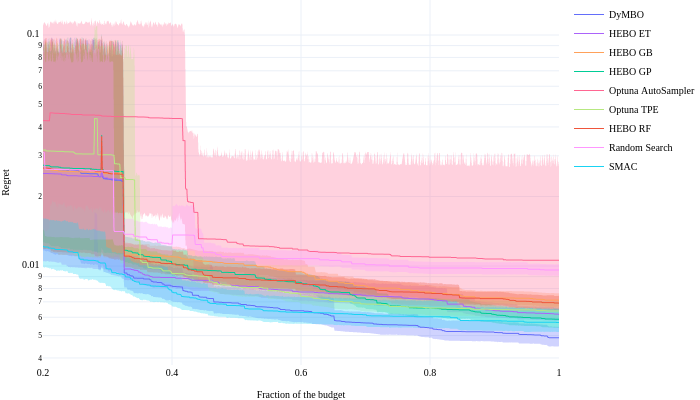 0.1
9
8
7
6
5
4
3
2
0.01
9
8
7
6
5
4
Regret
0.2
0.4
0.6
0.8
1
Fraction of the budget
DyMBO
HEBO ET
HEBO GB
HEBO GP
Optuna AutoSampler
Optuna TPE
HEBO RF
Random Search
SMAC